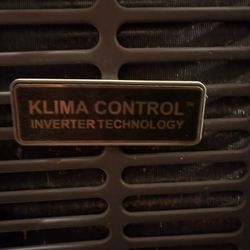 KLIMA CONTROL™
INVERTER TECHNOLOGY